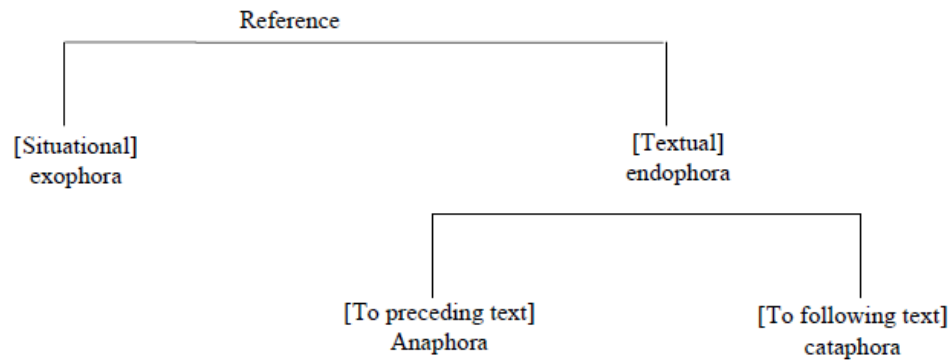 Reference
[Situational]
exophora
[Textual]
endophora
[To preceding text]
Anaphora
[To following text]
cataphora